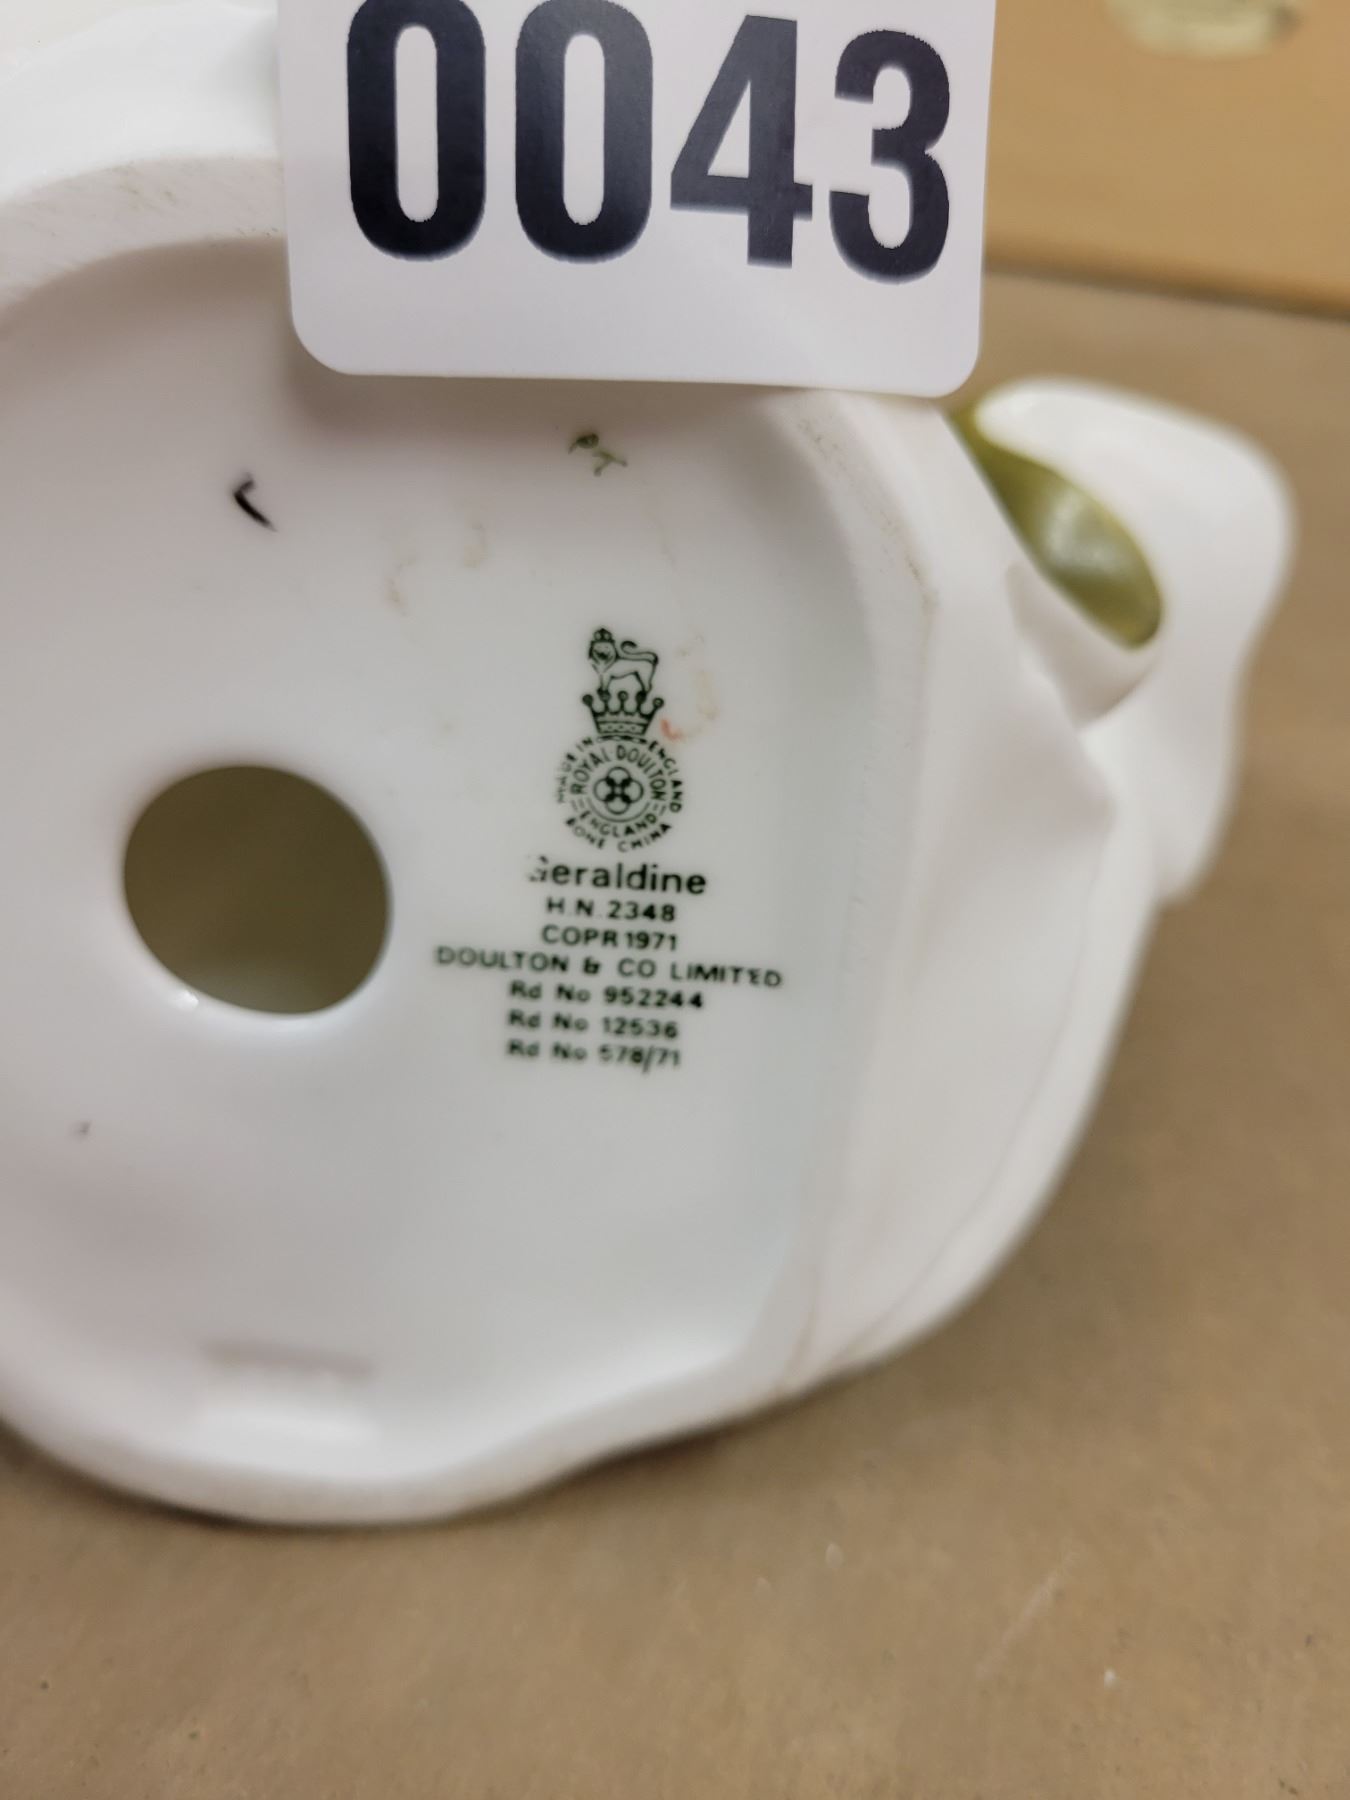 0043
MADE IN ENGLAND
ROYAL DOULTON
ENGLAND
BONE CHINA
Geraldine
H.N. 2348
COPR 1971
DOULTON & CO LIMITED
Rd No 952244
Rd No 12536
Rd No 578/71